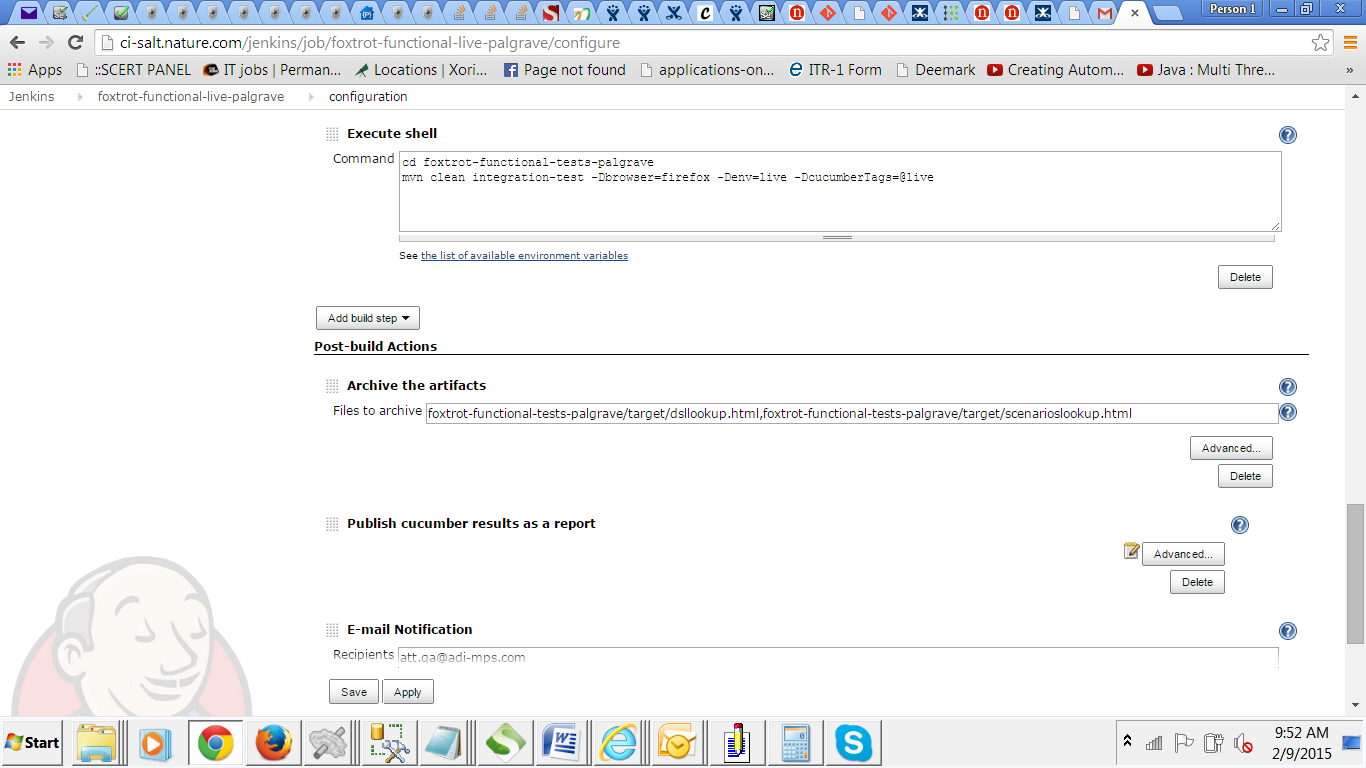 Person 1
ci-salt.nature.com/jenkins/job/foxtrot-functional-live-palgrave/configure
Apps ::SCERT PANEL IT jobs | Perman... Locations | Xori... Page not found applications-on... ITR-1 Form Deemark Creating Autom... Java : Multi Thre... »
Jenkins foxtrot-functional-live-palgrave configuration
Execute shell
Command
cd foxtrot-functional-tests-palgrave
mvn clean integration-test -Dbrowser=firefox -Denv=live -DcucumberTags=@live
See the list of available environment variables
Delete
Add build step
Post-build Actions
Archive the artifacts
Files to archive foxtrot-functional-tests-palgrave/target/dsllookup.html,foxtrot-functional-tests-palgrave/target/scenarioslookup.html
Advanced...
Delete
Publish cucumber results as a report
Advanced...
Delete
E-mail Notification
Recipients att.qa@adi-mps.com
Save Apply
Start
9:52 AM
2/9/2015